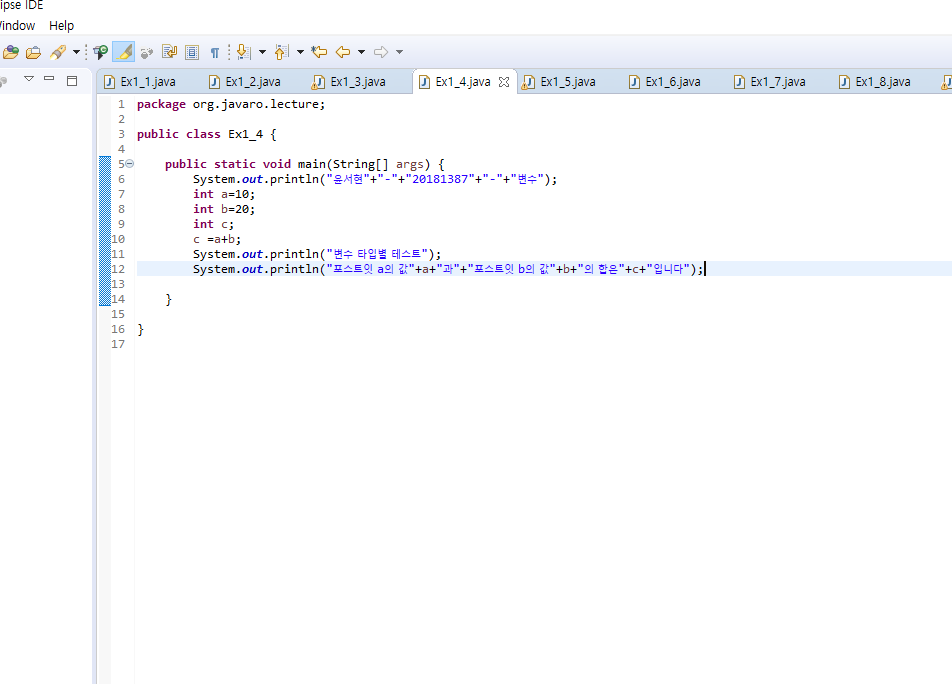 ipse IDE
Window Help
Ex1_1.java Ex1_2.java Ex1_3.java Ex1_4.java Ex1_5.java Ex1_6.java Ex1_7.java Ex1_8.java
1 package org.javaro.lecture;
2
3 public class Ex1_4 {
4
5 public static void main(String[] args) {
6 System.out.println("윤서현"+"-"+"20181387"+"-"+"변수");
7 int a=10;
8 int b=20;
9 int c;
10 c =a+b;
11 System.out.println("변수 타입별 테스트");
12 System.out.println("포스트잇 a의 값"+a+"과"+"포스트잇 b의 값"+b+"의 합은"+c+"입니다");
13
14 }
15
16 }
17